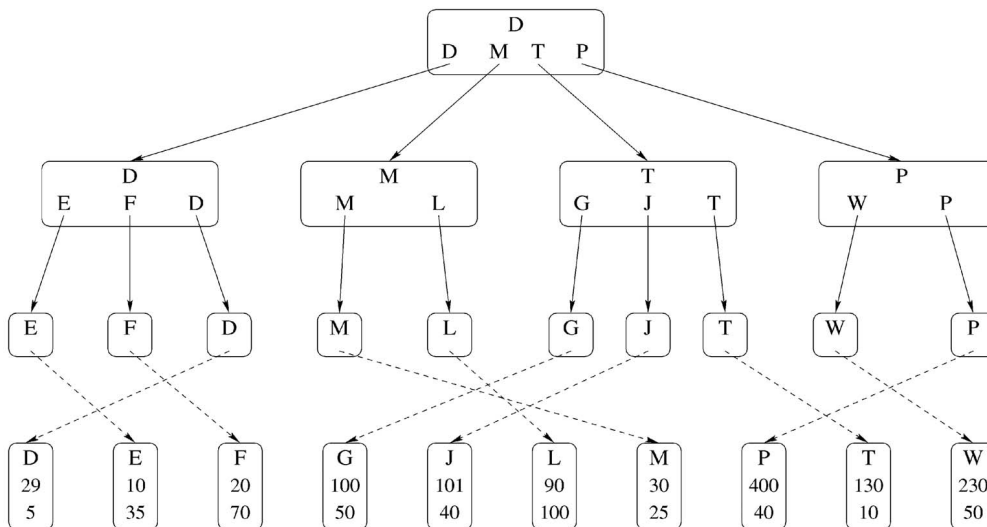 D
D M T P
D
E F D
M
M L
T
G J T
P
W P
E F D M L G J T W P
D E F G J L M P T W
29 10 20 100 101 90 30 400 130 230
5 35 70 50 40 100 25 40 10 50